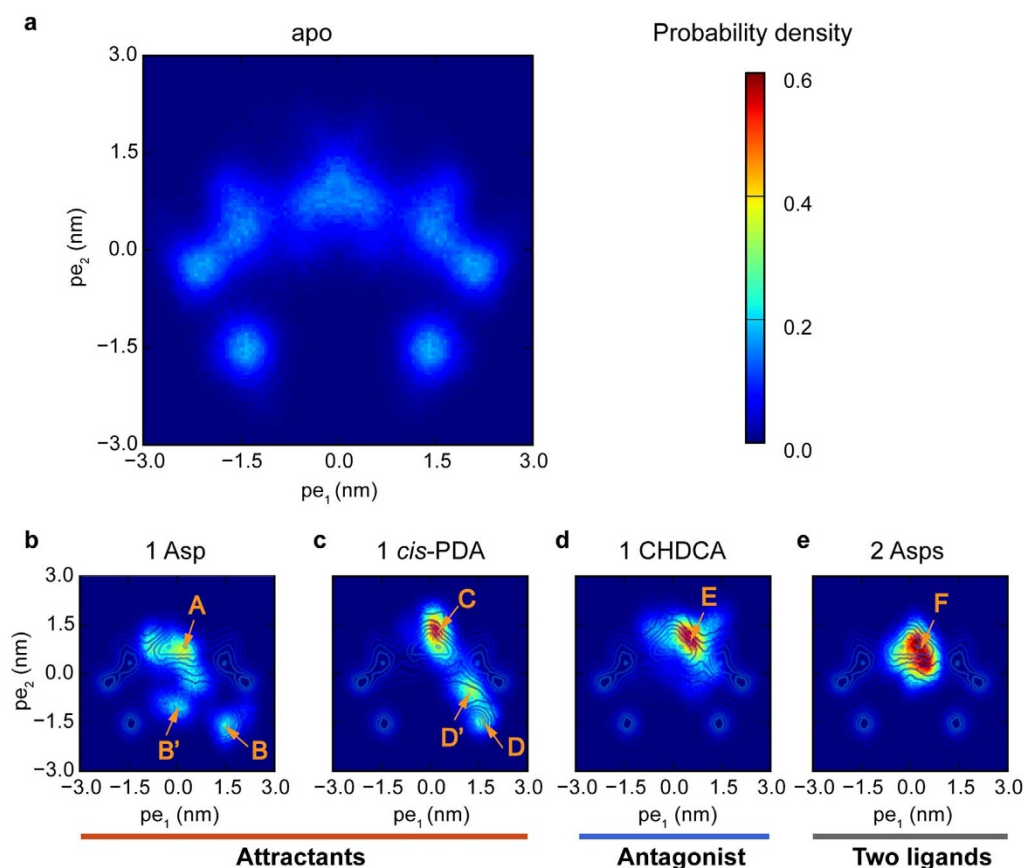 a
apo
Probability density
3.0
1.5
0.0
−1.5
−3.0
pe₂ (nm)
−3.0 −1.5 0.0 1.5 3.0
pe₁ (nm)
0.6
0.4
0.2
0.0
b 1 Asp
c 1 cis-PDA
d 1 CHDCA
e 2 Asps
3.0
1.5
0.0
−1.5
−3.0
pe₂ (nm)
A
B'
B
C
D'
D
E
F
−3.0 −1.5 0.0 1.5 3.0
−3.0 −1.5 0.0 1.5 3.0
−3.0 −1.5 0.0 1.5 3.0
−3.0 −1.5 0.0 1.5 3.0
pe₁ (nm)
pe₁ (nm)
pe₁ (nm)
pe₁ (nm)
Attractants
Antagonist
Two ligands